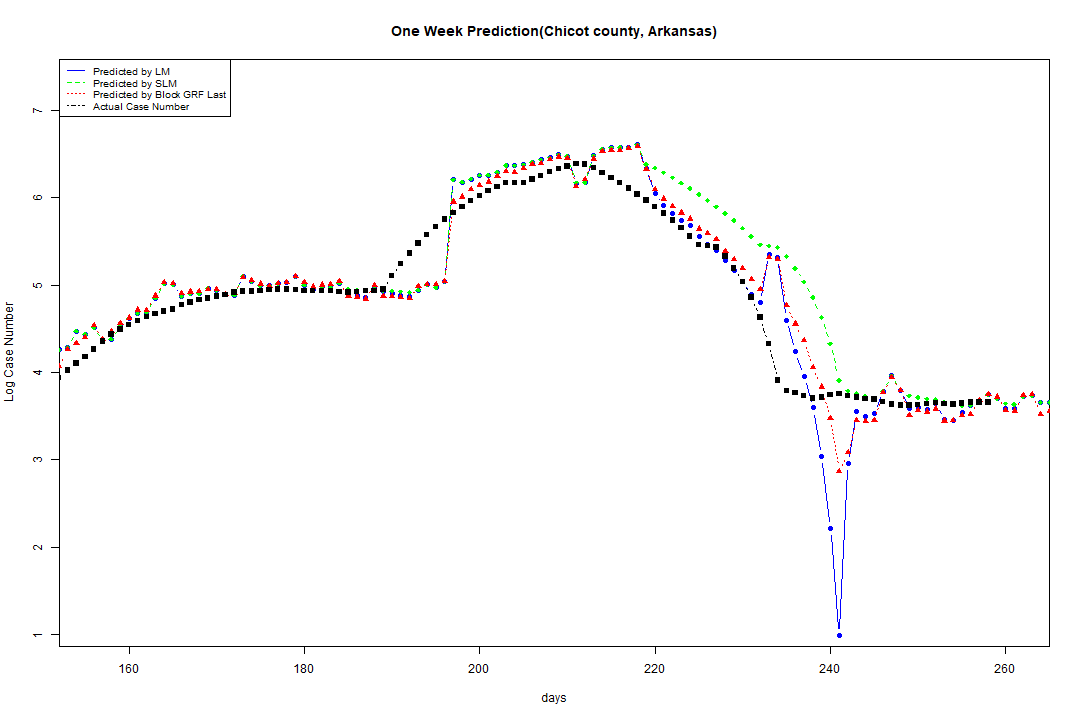 One Week Prediction(Chicot county, Arkansas)
Predicted by LM
Predicted by SLM
Predicted by Block GRF Last
Actual Case Number
7
6
5
4
3
2
1
Log Case Number
160 180 200 220 240 260
days